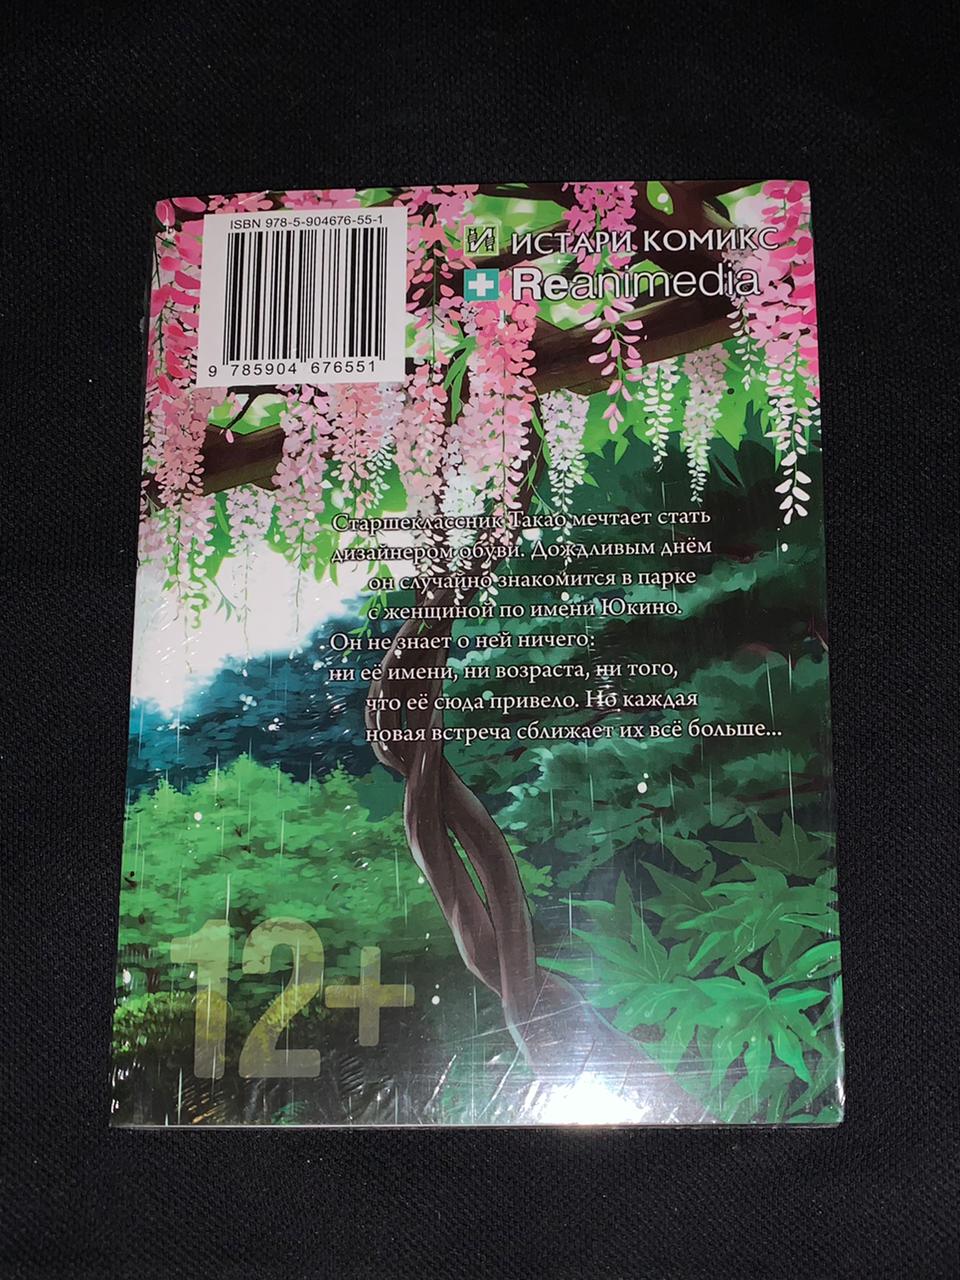 ISBN 978-5-904676-55-1
9 785904 676551
ИСТАРИ КОМИКС
Reanimedia
Старшеклассник Такао мечтает стать
дизайнером обуви. Дождливым днём
он случайно знакомится в парке
с женщиной по имени Юкино.
Он не знает о ней ничего:
ни её имени, ни возраста, ни того,
что её сюда привело. Но каждая
новая встреча сближает их всё больше...
12+